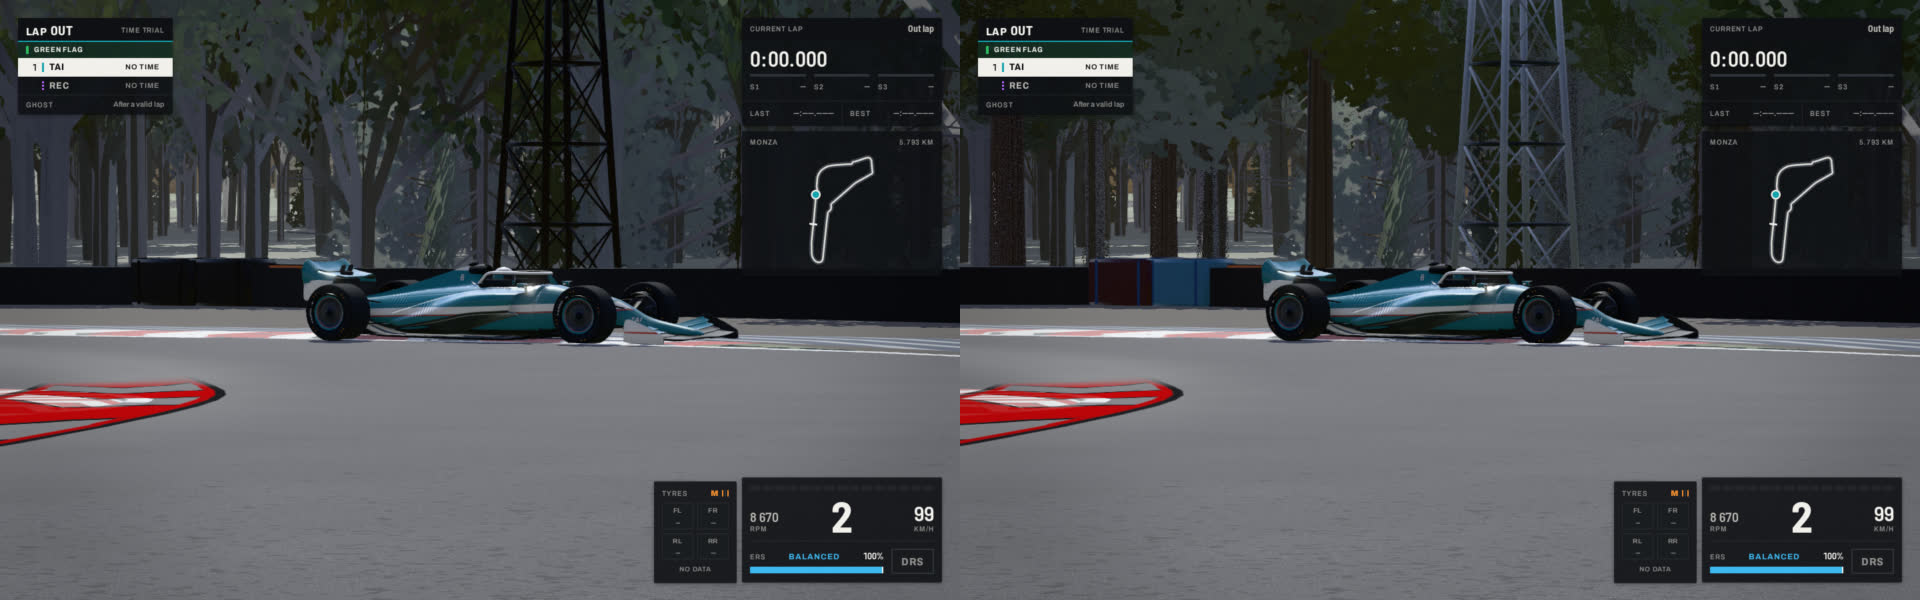 LAP OUT TIME TRIAL
GREEN FLAG
1 TAI NO TIME
REC NO TIME
GHOST After a valid lap
CURRENT LAP Out lap
0:00.000
S1 – S2 – S3 –
LAST –:––.––– BEST –:––.–––
MONZA 5.793 KM
TYRES M
FL FR
– –
RL RR
– –
NO DATA
8 670 RPM 2 99 KM/H
ERS BALANCED 100% DRS
LAP OUT TIME TRIAL
GREEN FLAG
1 TAI NO TIME
REC NO TIME
GHOST After a valid lap
CURRENT LAP Out lap
0:00.000
S1 – S2 – S3 –
LAST –:––.––– BEST –:––.–––
MONZA 5.793 KM
TYRES M
FL FR
– –
RL RR
– –
NO DATA
8 670 RPM 2 99 KM/H
ERS BALANCED 100% DRS